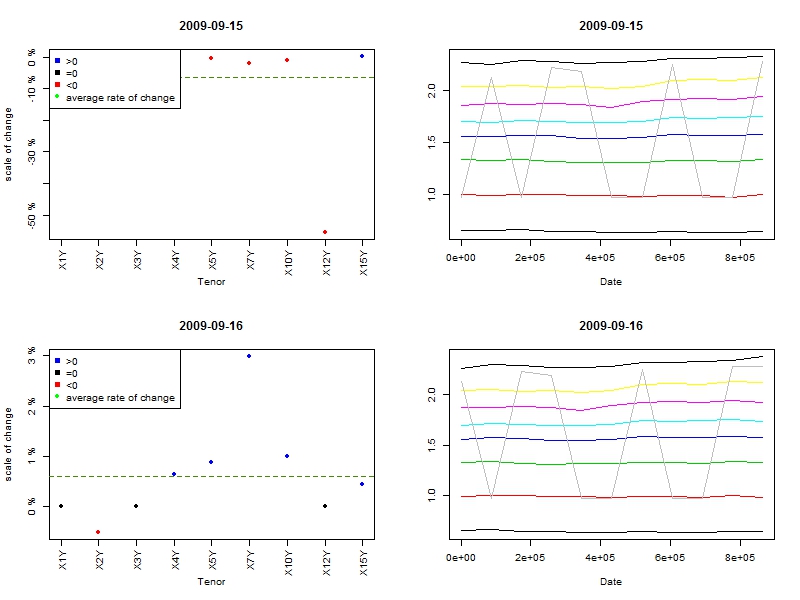 2009-09-15
scale of change
0 %
-10 %
-30 %
-50 %
>0
=0
<0
average rate of change
X1Y
X2Y
X3Y
X4Y
X5Y
X7Y
X10Y
X12Y
X15Y
Tenor
2009-09-15
2.0
1.5
1.0
0e+00
2e+05
4e+05
6e+05
8e+05
Date
2009-09-16
scale of change
3 %
2 %
1 %
0 %
>0
=0
<0
average rate of change
X1Y
X2Y
X3Y
X4Y
X5Y
X7Y
X10Y
X12Y
X15Y
Tenor
2009-09-16
2.0
1.5
1.0
0e+00
2e+05
4e+05
6e+05
8e+05
Date